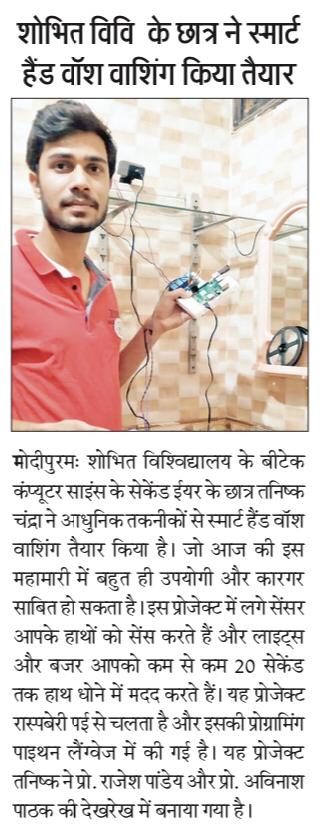 शोभित विवि के छात्र ने स्मार्ट
हैंड वॉश वाशिंग किया तैयार
मोदीपुरमः शोभित विश्विद्यालय के बीटेक
कंप्यूटर साइंस के सेकेंड ईयर के छात्र तनिष्क
चंद्रा ने आधुनिक तकनीकों से स्मार्ट हैंड वॉश
वाशिंग तैयार किया है। जो आज की इस
महामारी में बहुत ही उपयोगी और कारगर
साबित हो सकता है। इस प्रोजेक्ट में लगे सेंसर
आपके हाथों को सेंस करते हैं और लाइट्स
और बजर आपको कम से कम 20 सेकेंड
तक हाथ धोने में मदद करते हैं। यह प्रोजेक्ट
रास्पबेरी पई से चलता है और इसकी प्रोग्रामिंग
पाइथन लैंग्वेज में की गई है। यह प्रोजेक्ट
तनिष्क ने प्रो. राजेश पांडेय और प्रो. अविनाश
पाठक की देखरेख में बनाया गया है।